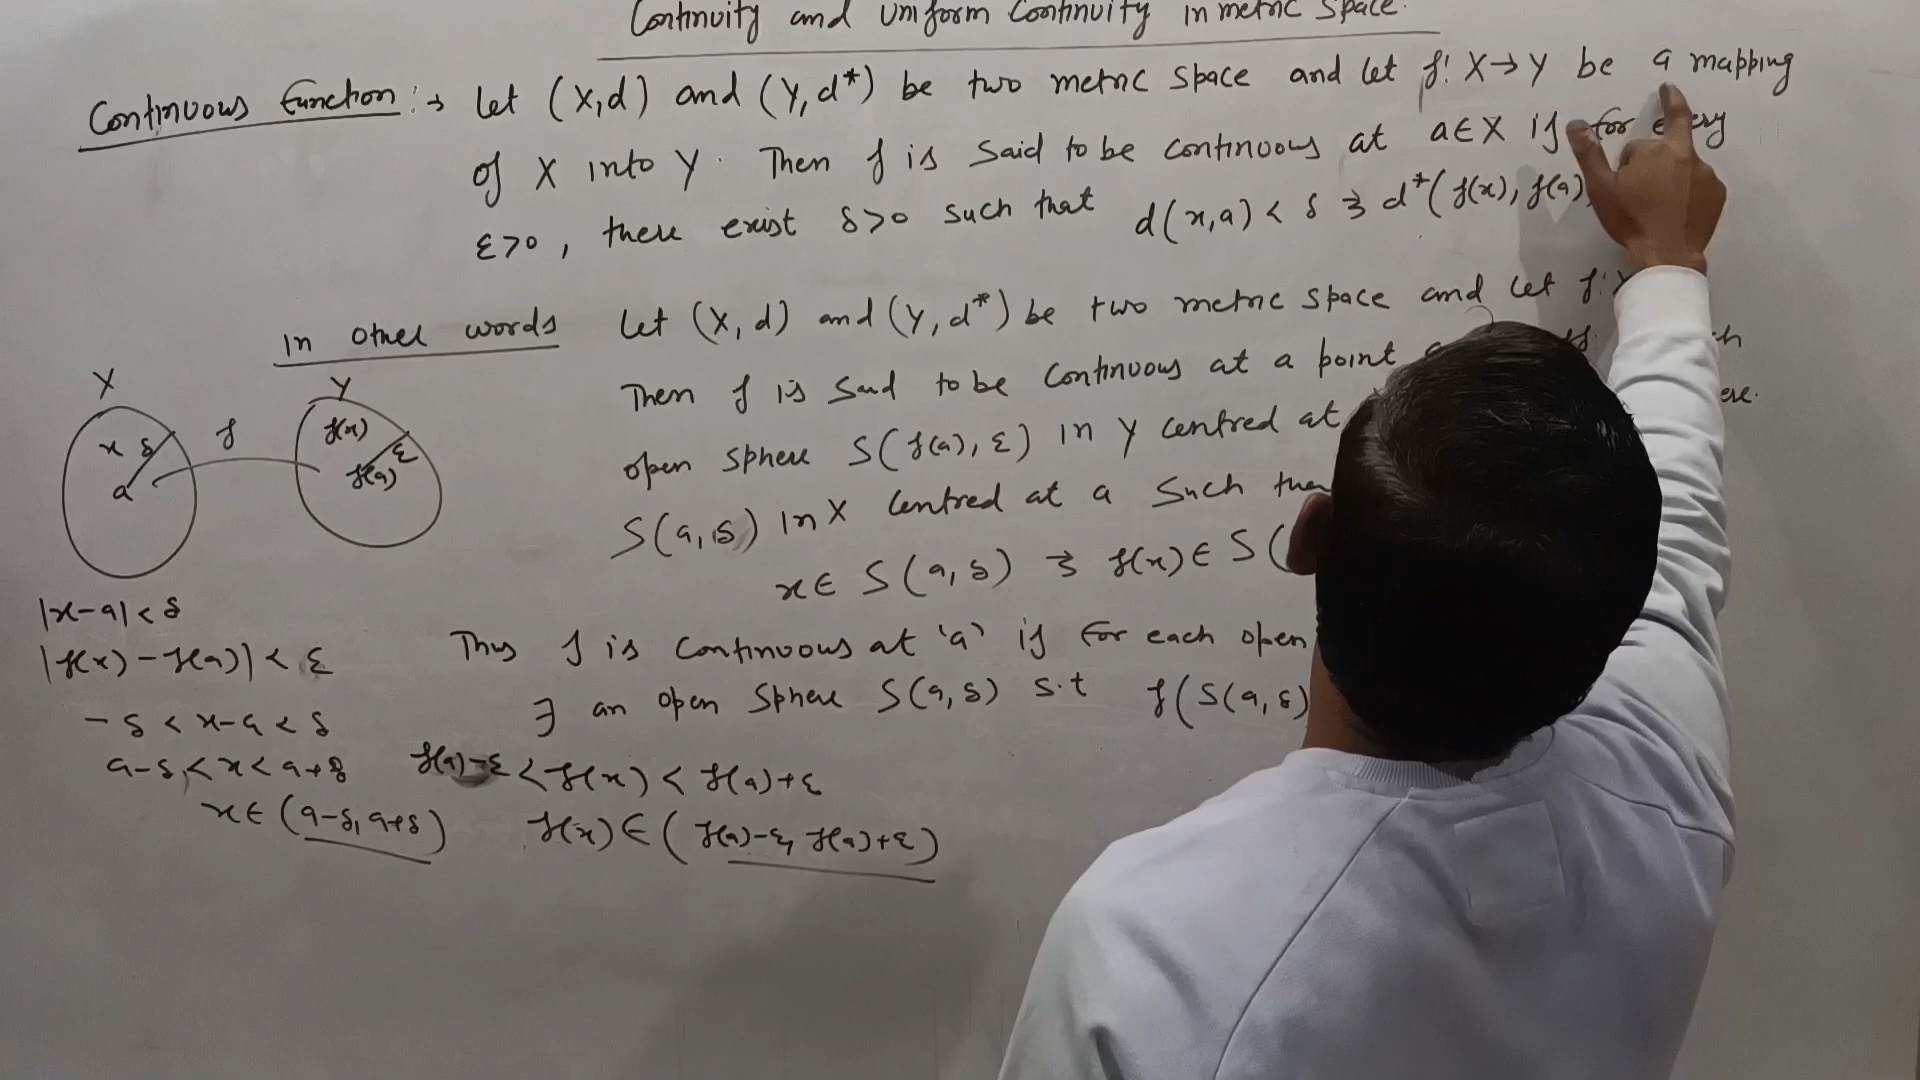 Continuity and Uniform Continuity in metric space.
Continuous Function :→ Let (X,d) and (Y,d*) be two metric space and let f: X→Y be a mapping
of X into Y. Then f is said to be continuous at a∈X if for every
ε>0, there exist δ>0 such that d(x,a) < δ ⇒ d*(f(x), f(a)
In other words Let (X,d) and (Y,d*) be two metric space and let f:
Then f is said to be continuous at a point
open sphere S(f(a), ε) in Y centred at
S(a,δ) in X centred at a such
x∈ S(a,δ) ⇒ f(x)∈ S(
Thus f is continuous at 'a' if for each open
∃ an open sphere S(a,δ) s.t f(S(a,δ)
X Y
x δ f f(x)
a f(a) ε
|x-a| < δ
|f(x) - f(a)| < ε
-δ < x-a < δ
a-δ < x < a+δ f(a)-ε < f(x) < f(a)+ε
x∈ (a-δ, a+δ) f(x) ∈ (f(a)-ε, f(a)+ε)